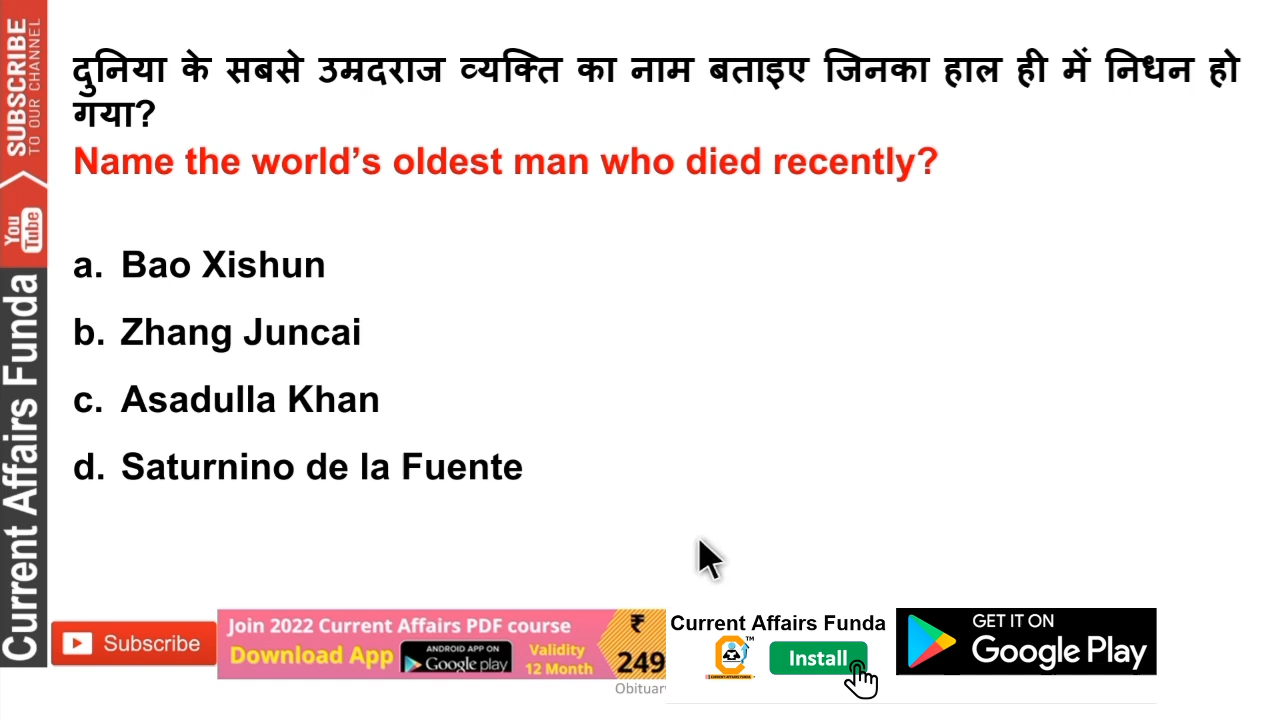 दुनिया के सबसे उम्रदराज व्यक्ति का नाम बताइए जिनका हाल ही में निधन हो
गया?
Name the world’s oldest man who died recently?
a. Bao Xishun
b. Zhang Juncai
c. Asadulla Khan
d. Saturnino de la Fuente
SUBSCRIBE
TO OUR CHANNEL
You
Tube
Current Affairs Funda
Subscribe
Join 2022 Current Affairs PDF course
Download App
ANDROID APP ON
Google play
Validity
12 Month
₹
249
Current Affairs Funda
TM
Install
GET IT ON
Google Play